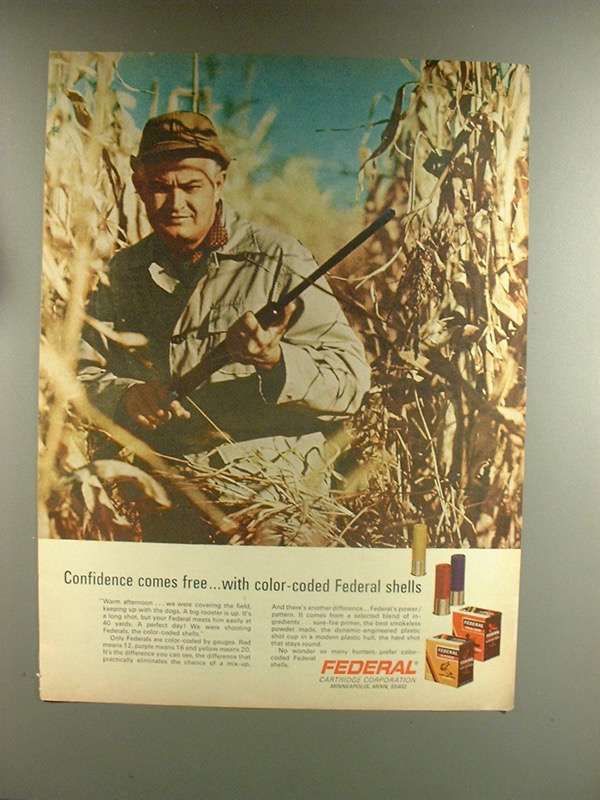 Confidence comes free...with color-coded Federal shells
"Warm afternoon . . . we were covering the field,
keeping up with the dogs. A big rooster is up. It's
a long shot, but your Federal meets him easily at
40 yards. A perfect day! We were shooting
Federals, the color-coded shells."
Only Federals are color-coded by gauges. Red
means 12, purple means 16 and yellow means 20.
It's the difference you can see, the difference that
practically eliminates the chance of a mix-up.
And there's another difference... Federal's power/
pattern. It comes from a selected blend of in-
gredients . . . sure-fire primer, the best smokeless
powder made, the dynamic-engineered plastic
shot cup in a modern plastic hull, the hard shot
that stays round.
No wonder so many hunters prefer color-
coded Federal
shells.
FEDERAL
CARTRIDGE CORPORATION
MINNEAPOLIS, MINN. 55402
FEDERAL